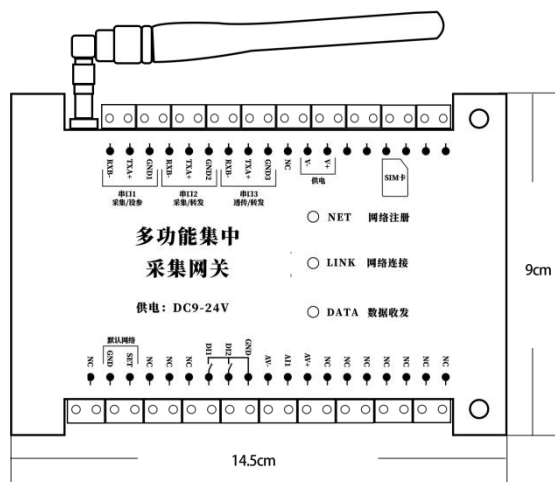 RXB- TXA+ GND1 RXB- TXA+ GND2 RXB- TXA+ GND3 NC V- V+
串口1 串口2 串口3 供电 SIM卡
采集/设参 采集/转发 透传/转发
NET 网络注册
多功能集中
采集网关
LINK 网络连接
9cm
供电：DC9-24V
DATA 数据收发
默认网络
NC GND SET NC NC NC DI1 DI2 GND AV- AI1 AV+ NC NC NC NC NC NC
14.5cm